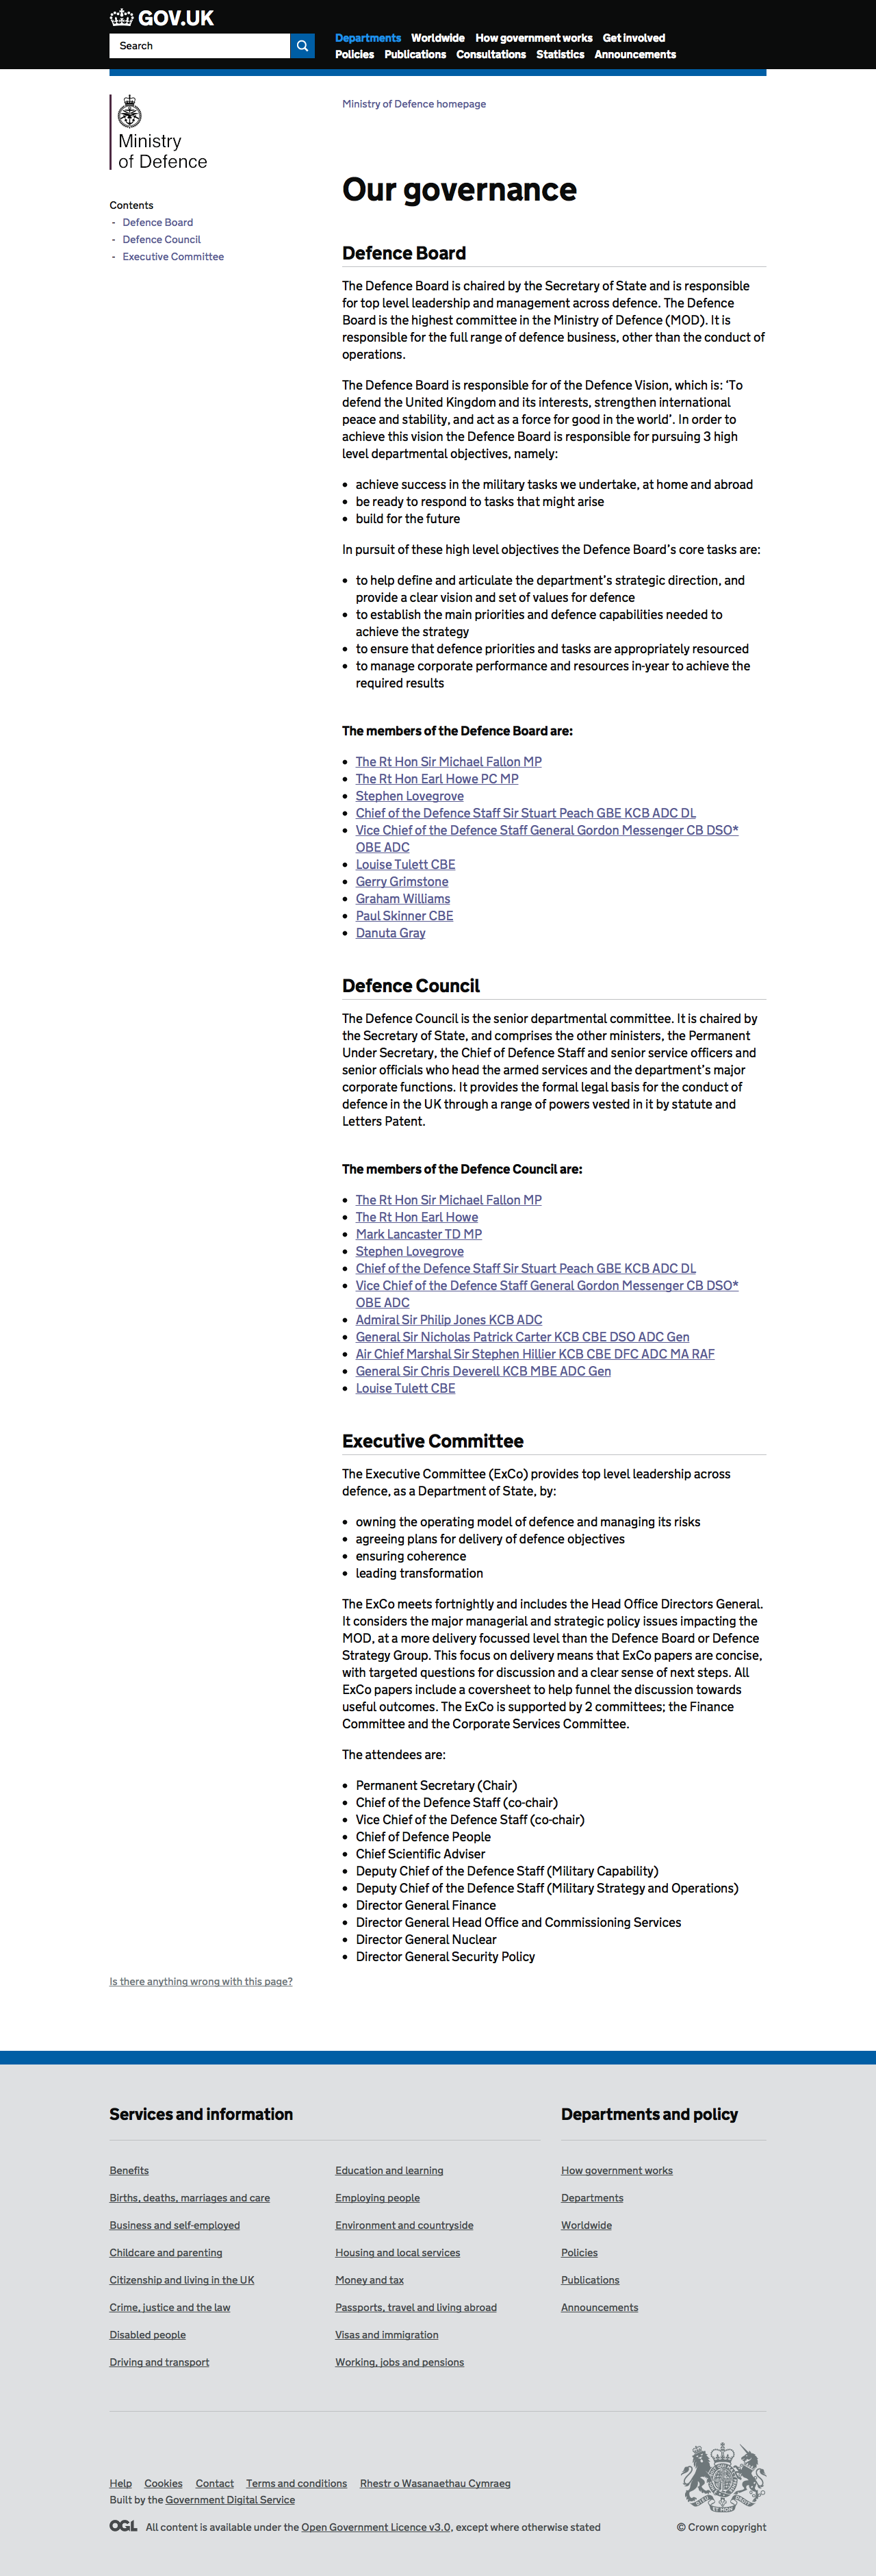 GOV.UK
Search
Departments Worldwide How government works Get involved
Policies Publications Consultations Statistics Announcements
Ministry
of Defence
Ministry of Defence homepage
Our governance
Contents
- Defence Board
- Defence Council
- Executive Committee
Defence Board
The Defence Board is chaired by the Secretary of State and is responsible
for top level leadership and management across defence. The Defence
Board is the highest committee in the Ministry of Defence (MOD). It is
responsible for the full range of defence business, other than the conduct of
operations.
The Defence Board is responsible for of the Defence Vision, which is: ‘To
defend the United Kingdom and its interests, strengthen international
peace and stability, and act as a force for good in the world’. In order to
achieve this vision the Defence Board is responsible for pursuing 3 high
level departmental objectives, namely:
• achieve success in the military tasks we undertake, at home and abroad
• be ready to respond to tasks that might arise
• build for the future
In pursuit of these high level objectives the Defence Board’s core tasks are:
• to help define and articulate the department’s strategic direction, and
provide a clear vision and set of values for defence
• to establish the main priorities and defence capabilities needed to
achieve the strategy
• to ensure that defence priorities and tasks are appropriately resourced
• to manage corporate performance and resources in-year to achieve the
required results
The members of the Defence Board are:
• The Rt Hon Sir Michael Fallon MP
• The Rt Hon Earl Howe PC MP
• Stephen Lovegrove
• Chief of the Defence Staff Sir Stuart Peach GBE KCB ADC DL
• Vice Chief of the Defence Staff General Gordon Messenger CB DSO*
OBE ADC
• Louise Tulett CBE
• Gerry Grimstone
• Graham Williams
• Paul Skinner CBE
• Danuta Gray
Defence Council
The Defence Council is the senior departmental committee. It is chaired by
the Secretary of State, and comprises the other ministers, the Permanent
Under Secretary, the Chief of Defence Staff and senior service officers and
senior officials who head the armed services and the department’s major
corporate functions. It provides the formal legal basis for the conduct of
defence in the UK through a range of powers vested in it by statute and
Letters Patent.
The members of the Defence Council are:
• The Rt Hon Sir Michael Fallon MP
• The Rt Hon Earl Howe
• Mark Lancaster TD MP
• Stephen Lovegrove
• Chief of the Defence Staff Sir Stuart Peach GBE KCB ADC DL
• Vice Chief of the Defence Staff General Gordon Messenger CB DSO*
OBE ADC
• Admiral Sir Philip Jones KCB ADC
• General Sir Nicholas Patrick Carter KCB CBE DSO ADC Gen
• Air Chief Marshal Sir Stephen Hillier KCB CBE DFC ADC MA RAF
• General Sir Chris Deverell KCB MBE ADC Gen
• Louise Tulett CBE
Executive Committee
The Executive Committee (ExCo) provides top level leadership across
defence, as a Department of State, by:
• owning the operating model of defence and managing its risks
• agreeing plans for delivery of defence objectives
• ensuring coherence
• leading transformation
The ExCo meets fortnightly and includes the Head Office Directors General.
It considers the major managerial and strategic policy issues impacting the
MOD, at a more delivery focussed level than the Defence Board or Defence
Strategy Group. This focus on delivery means that ExCo papers are concise,
with targeted questions for discussion and a clear sense of next steps. All
ExCo papers include a coversheet to help funnel the discussion towards
useful outcomes. The ExCo is supported by 2 committees; the Finance
Committee and the Corporate Services Committee.
The attendees are:
• Permanent Secretary (Chair)
• Chief of the Defence Staff (co-chair)
• Vice Chief of the Defence Staff (co-chair)
• Chief of Defence People
• Chief Scientific Adviser
• Deputy Chief of the Defence Staff (Military Capability)
• Deputy Chief of the Defence Staff (Military Strategy and Operations)
• Director General Finance
• Director General Head Office and Commissioning Services
• Director General Nuclear
• Director General Security Policy
Is there anything wrong with this page?
Services and information
Benefits
Births, deaths, marriages and care
Business and self-employed
Childcare and parenting
Citizenship and living in the UK
Crime, justice and the law
Disabled people
Driving and transport
Education and learning
Employing people
Environment and countryside
Housing and local services
Money and tax
Passports, travel and living abroad
Visas and immigration
Working, jobs and pensions
Departments and policy
How government works
Departments
Worldwide
Policies
Publications
Announcements
Help Cookies Contact Terms and conditions Rhestr o Wasanaethau Cymraeg
Built by the Government Digital Service
OGL All content is available under the Open Government Licence v3.0, except where otherwise stated
© Crown copyright